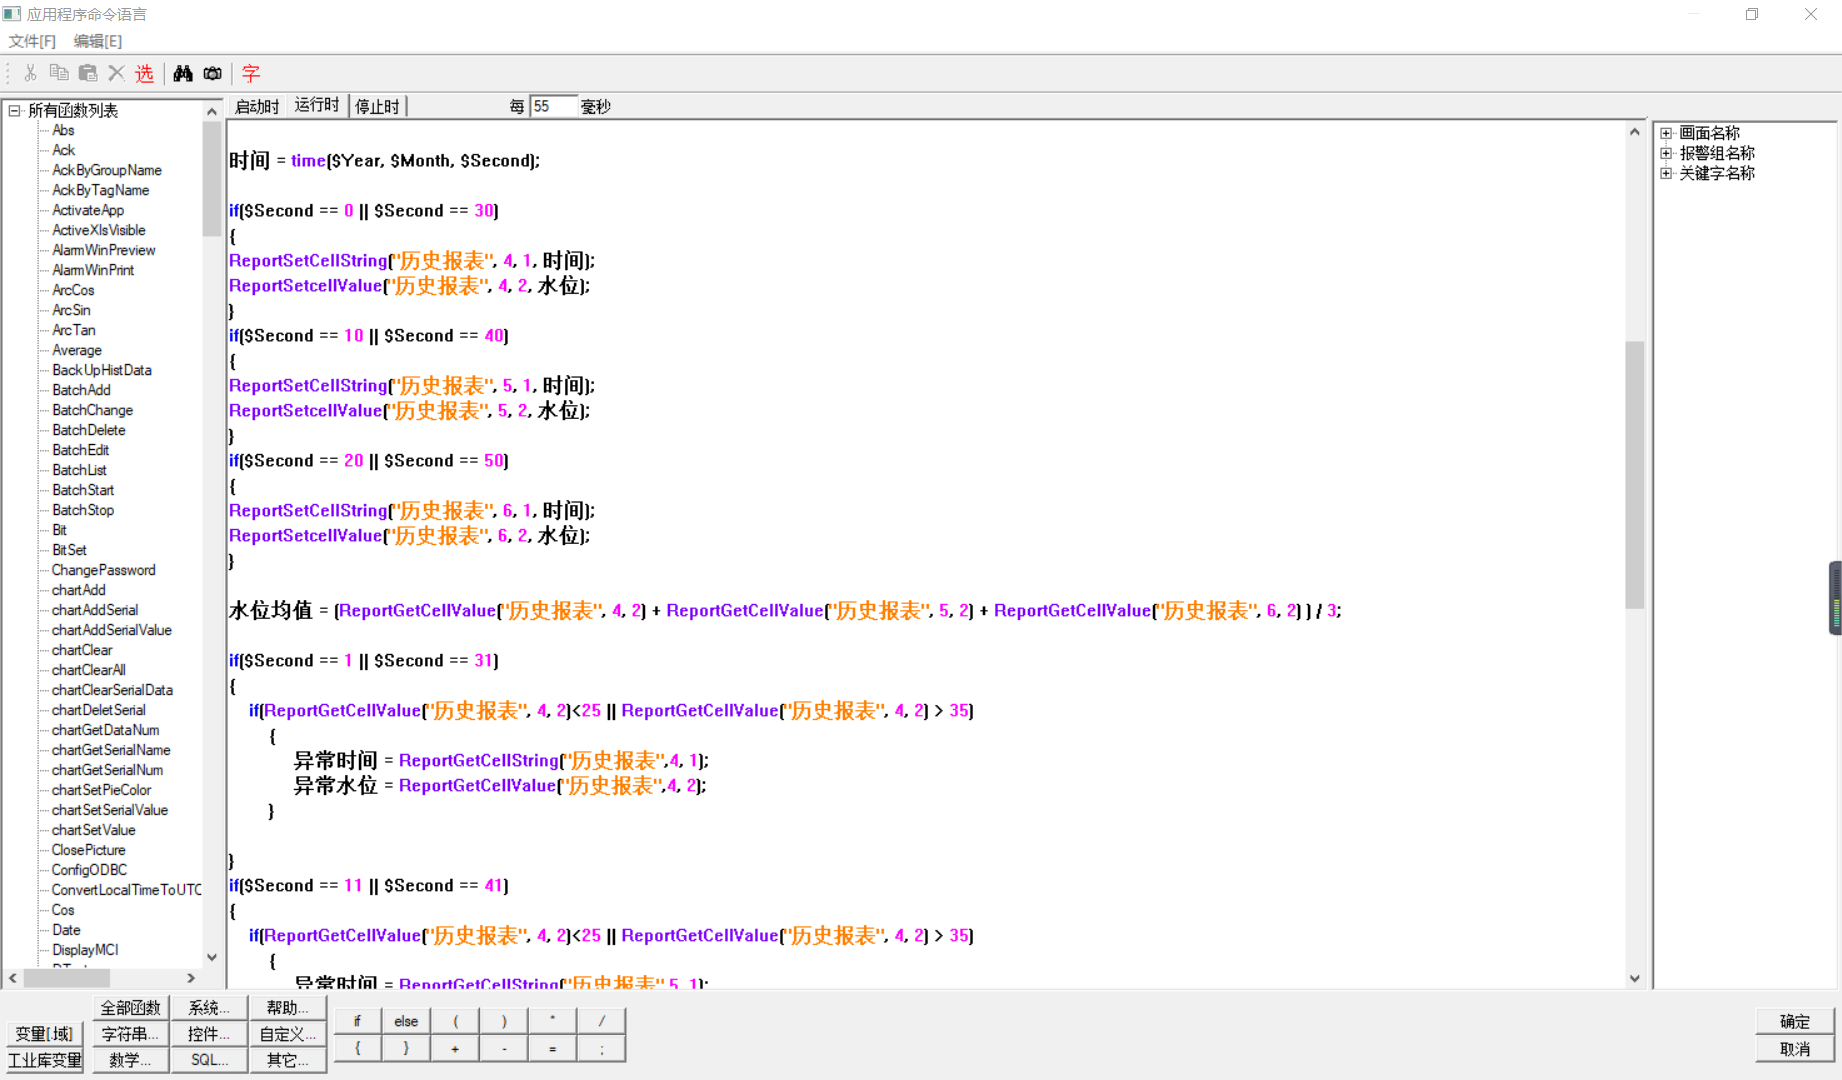 应用程序命令语言
文件[F] 编辑[E]
选 字
启动时 运行时 停止时 每 55 毫秒
所有函数列表
Abs
Ack
AckByGroupName
AckByTagName
ActivateApp
ActiveXlsVisible
AlarmWinPreview
AlarmWinPrint
ArcCos
ArcSin
ArcTan
Average
BackUpHistData
BatchAdd
BatchChange
BatchDelete
BatchEdit
BatchList
BatchStart
BatchStop
Bit
BitSet
ChangePassword
chartAdd
chartAddSerial
chartAddSerialValue
chartClear
chartClearAll
chartClearSerialData
chartDeletSerial
chartGetDataNum
chartGetSerialName
chartGetSerialNum
chartSetPieColor
chartSetSerialValue
chartSetValue
ClosePicture
ConfigODBC
ConvertLocalTimeToUTC
Cos
Date
DisplayMCI
时间 = time($Year, $Month, $Second);
if($Second == 0 || $Second == 30)
{
ReportSetCellString("历史报表", 4, 1, 时间);
ReportSetcellValue("历史报表", 4, 2, 水位);
}
if($Second == 10 || $Second == 40)
{
ReportSetCellString("历史报表", 5, 1, 时间);
ReportSetcellValue("历史报表", 5, 2, 水位);
}
if($Second == 20 || $Second == 50)
{
ReportSetCellString("历史报表", 6, 1, 时间);
ReportSetcellValue("历史报表", 6, 2, 水位);
}
水位均值 = (ReportGetCellValue("历史报表", 4, 2) + ReportGetCellValue("历史报表", 5, 2) + ReportGetCellValue("历史报表", 6, 2) ) / 3;
if($Second == 1 || $Second == 31)
{
if(ReportGetCellValue("历史报表", 4, 2)<25 || ReportGetCellValue("历史报表", 4, 2) > 35)
{
异常时间 = ReportGetCellString("历史报表",4, 1);
异常水位 = ReportGetCellValue("历史报表",4, 2);
}
}
if($Second == 11 || $Second == 41)
{
if(ReportGetCellValue("历史报表", 4, 2)<25 || ReportGetCellValue("历史报表", 4, 2) > 35)
{
异常时间 = ReportGetCellString("历史报表",5, 1);
画面名称
报警组名称
关键字名称
全部函数 系统... 帮助...
变量[.域] 字符串... 控件... 自定义...
工业库变量 数学... SQL... 其它...
if else ( ) * /
{ } + - = ;
确定
取消